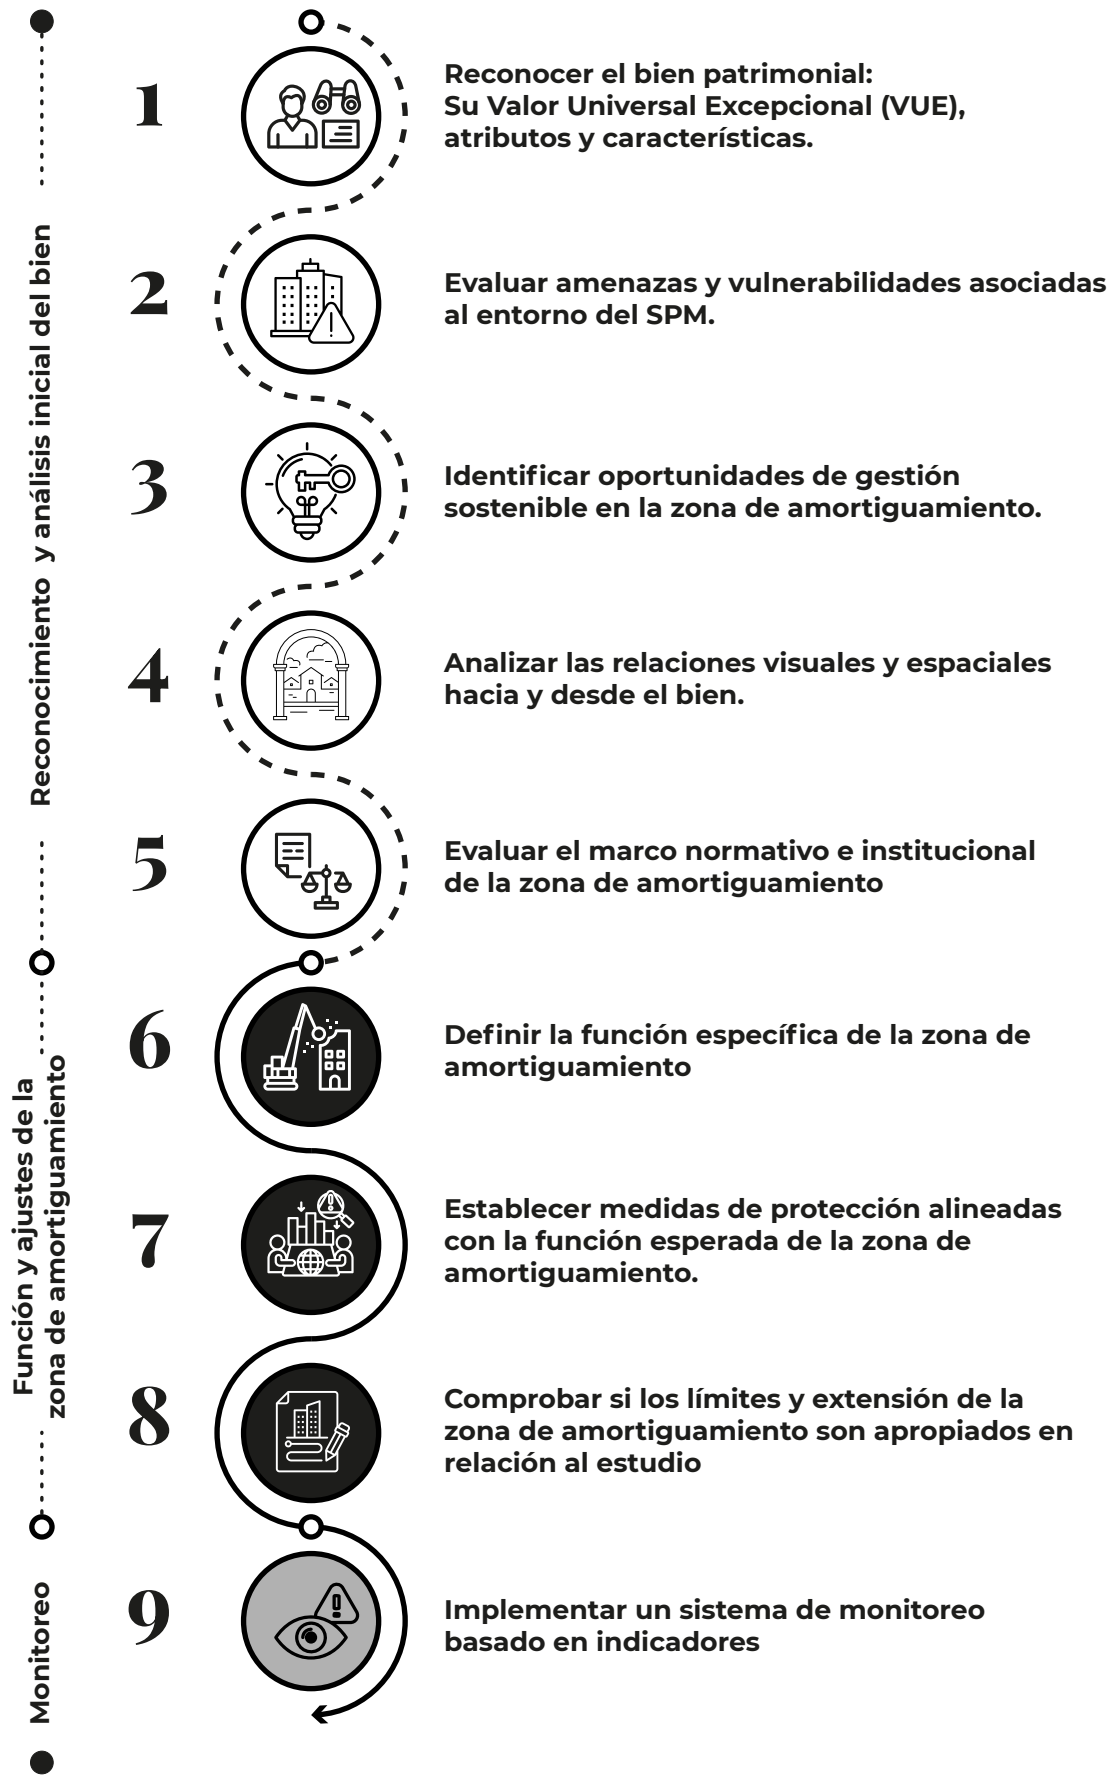 Reconocimiento y análisis inicial del bien
1
Reconocer el bien patrimonial:
Su Valor Universal Excepcional (VUE),
atributos y características.
2
Evaluar amenazas y vulnerabilidades asociadas
al entorno del SPM.
3
Identificar oportunidades de gestión
sostenible en la zona de amortiguamiento.
4
Analizar las relaciones visuales y espaciales
hacia y desde el bien.
5
Evaluar el marco normativo e institucional
de la zona de amortiguamiento
Función y ajustes de la
zona de amortiguamiento
6
Definir la función específica de la zona de
amortiguamiento
7
Establecer medidas de protección alineadas
con la función esperada de la zona de
amortiguamiento.
8
Comprobar si los límites y extensión de la
zona de amortiguamiento son apropiados en
relación al estudio
Monitoreo
9
Implementar un sistema de monitoreo
basado en indicadores